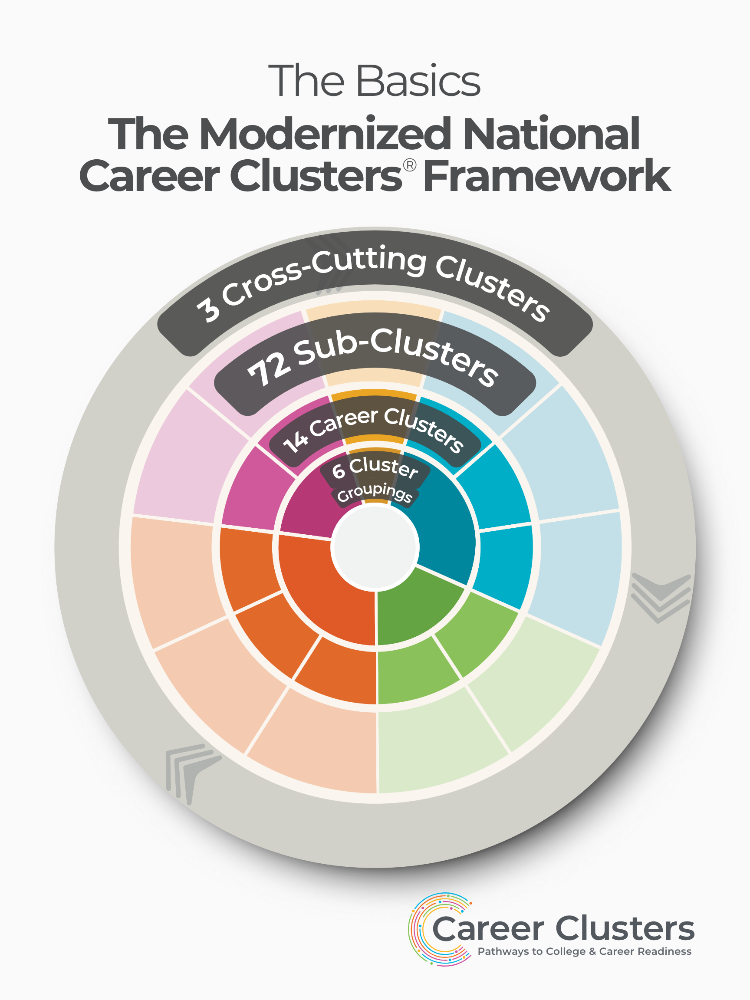 The Basics
The Modernized National
Career Clusters® Framework
3 Cross-Cutting Clusters
72 Sub-Clusters
14 Career Clusters
6 Cluster
Groupings
Career Clusters
Pathways to College & Career Readiness